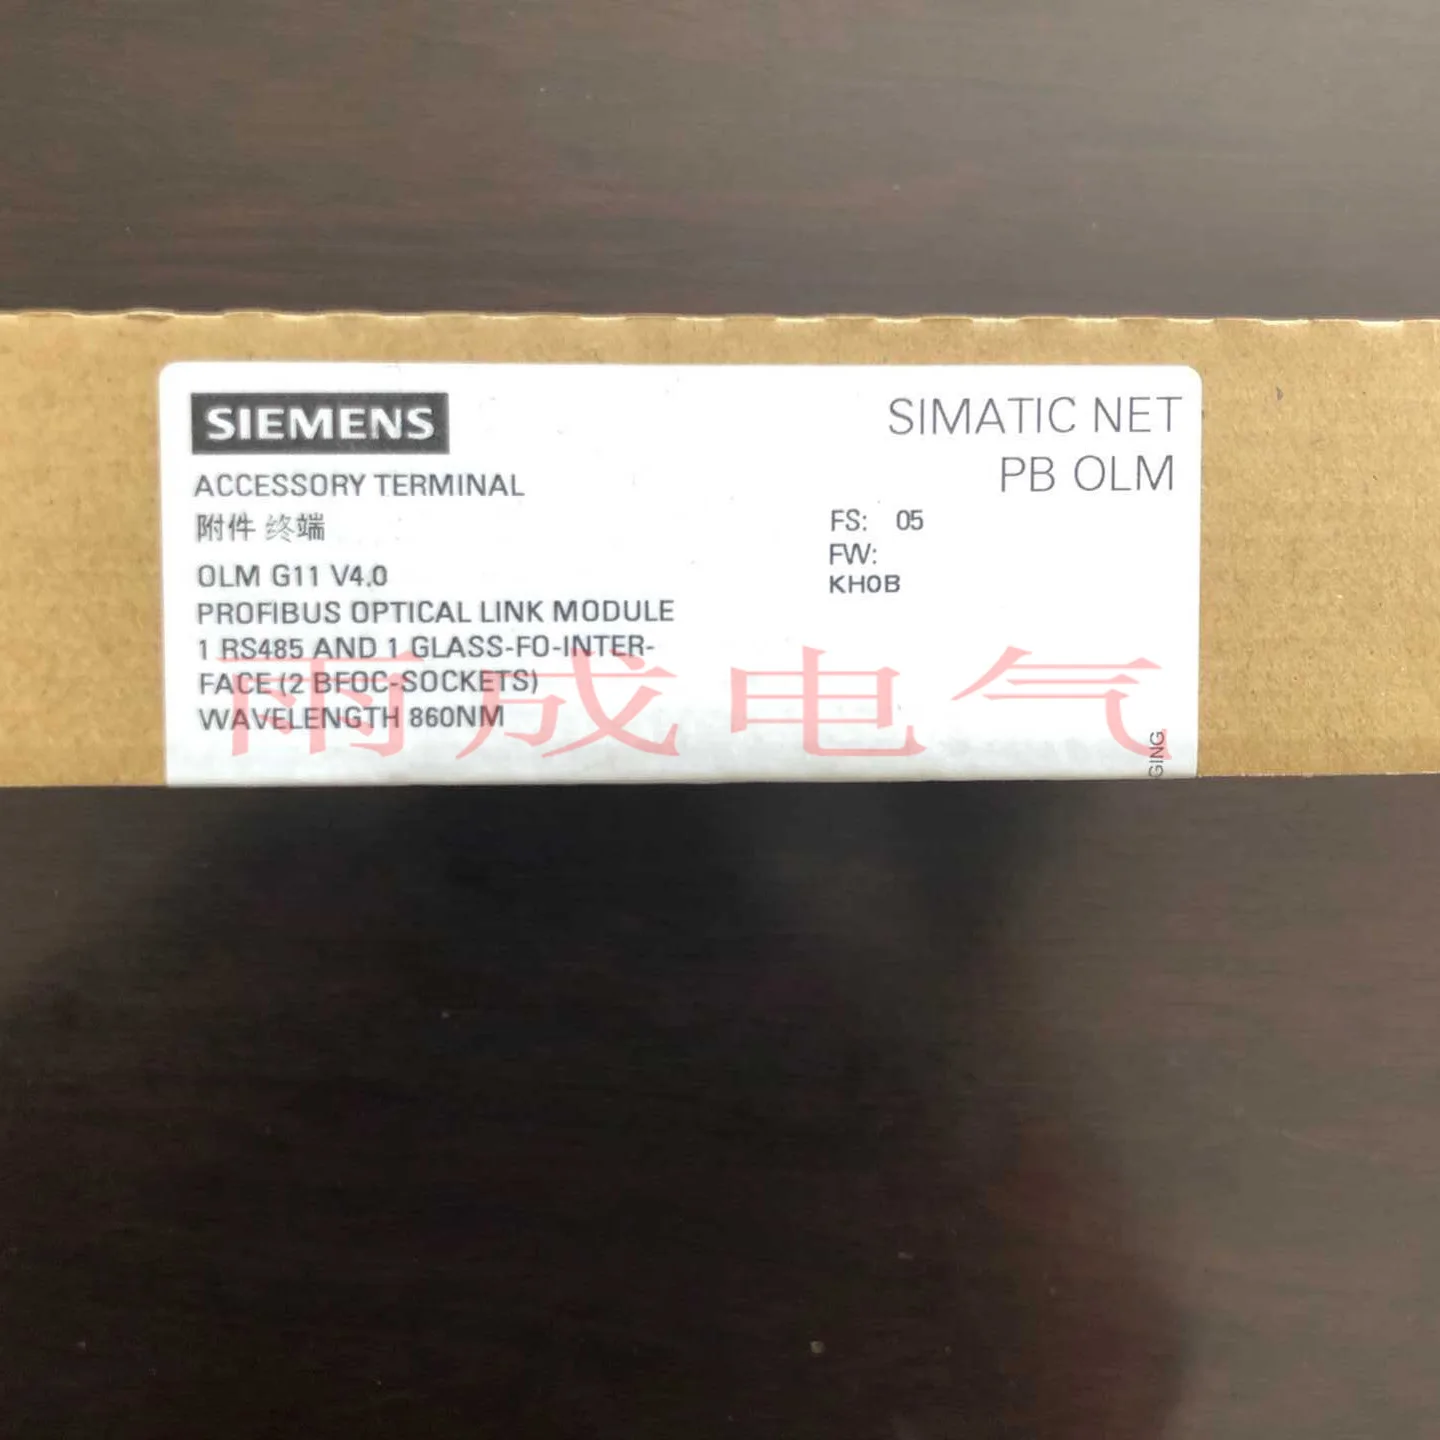 SIEMENS
SIMATIC NET
PB OLM
ACCESSORY TERMINAL
附件 终端
FS: 05
FW:
KH0B
OLM G11 V4.0
PROFIBUS OPTICAL LINK MODULE
1 RS485 AND 1 GLASS-FO-INTER-
FACE (2 BFOC-SOCKETS)
WAVELENGTH 860NM
雨成电气
GING